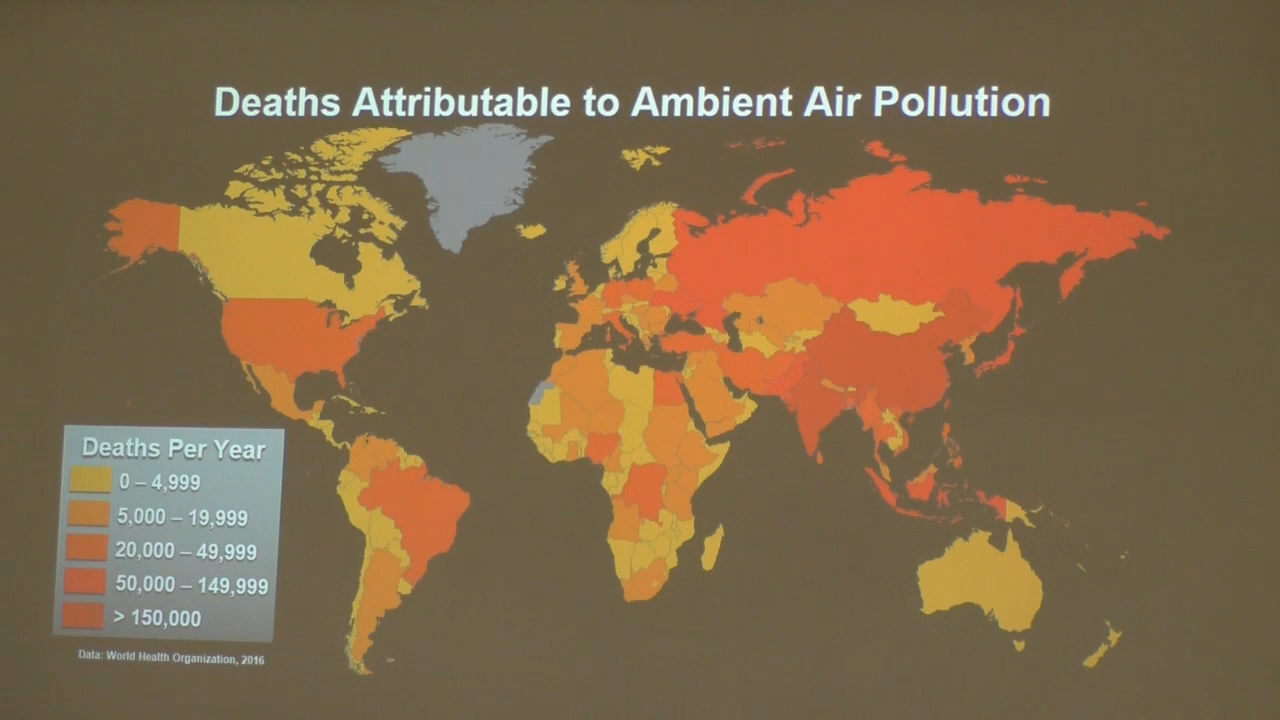 Deaths Attributable to Ambient Air Pollution
Deaths Per Year
0 – 4,999
5,000 – 19,999
20,000 – 49,999
50,000 – 149,999
> 150,000
Data: World Health Organization, 2016